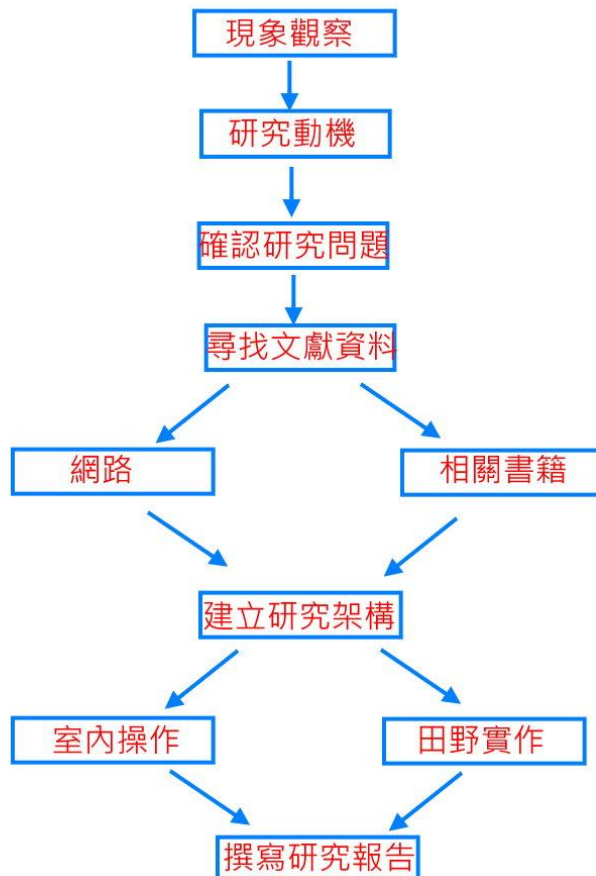 現象觀察
研究動機
確認研究問題
尋找文獻資料
網路
相關書籍
建立研究架構
室內操作
田野實作
撰寫研究報告